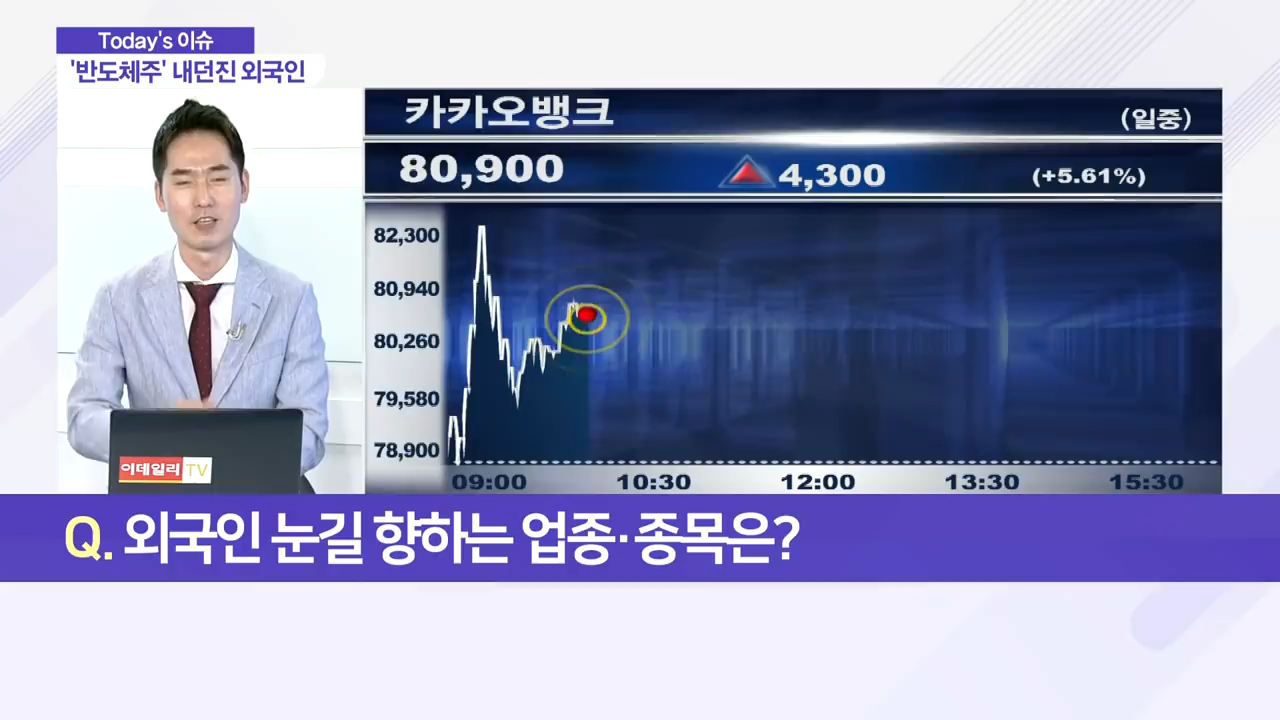 Today's 이슈
'반도체주' 내던진 외국인
카카오뱅크 (일중)
80,900 4,300 (+5.61%)
82,300
80,940
80,260
79,580
78,900
09:00 10:30 12:00 13:30 15:30
이데일리 TV
Q. 외국인 눈길 향하는 업종·종목은?